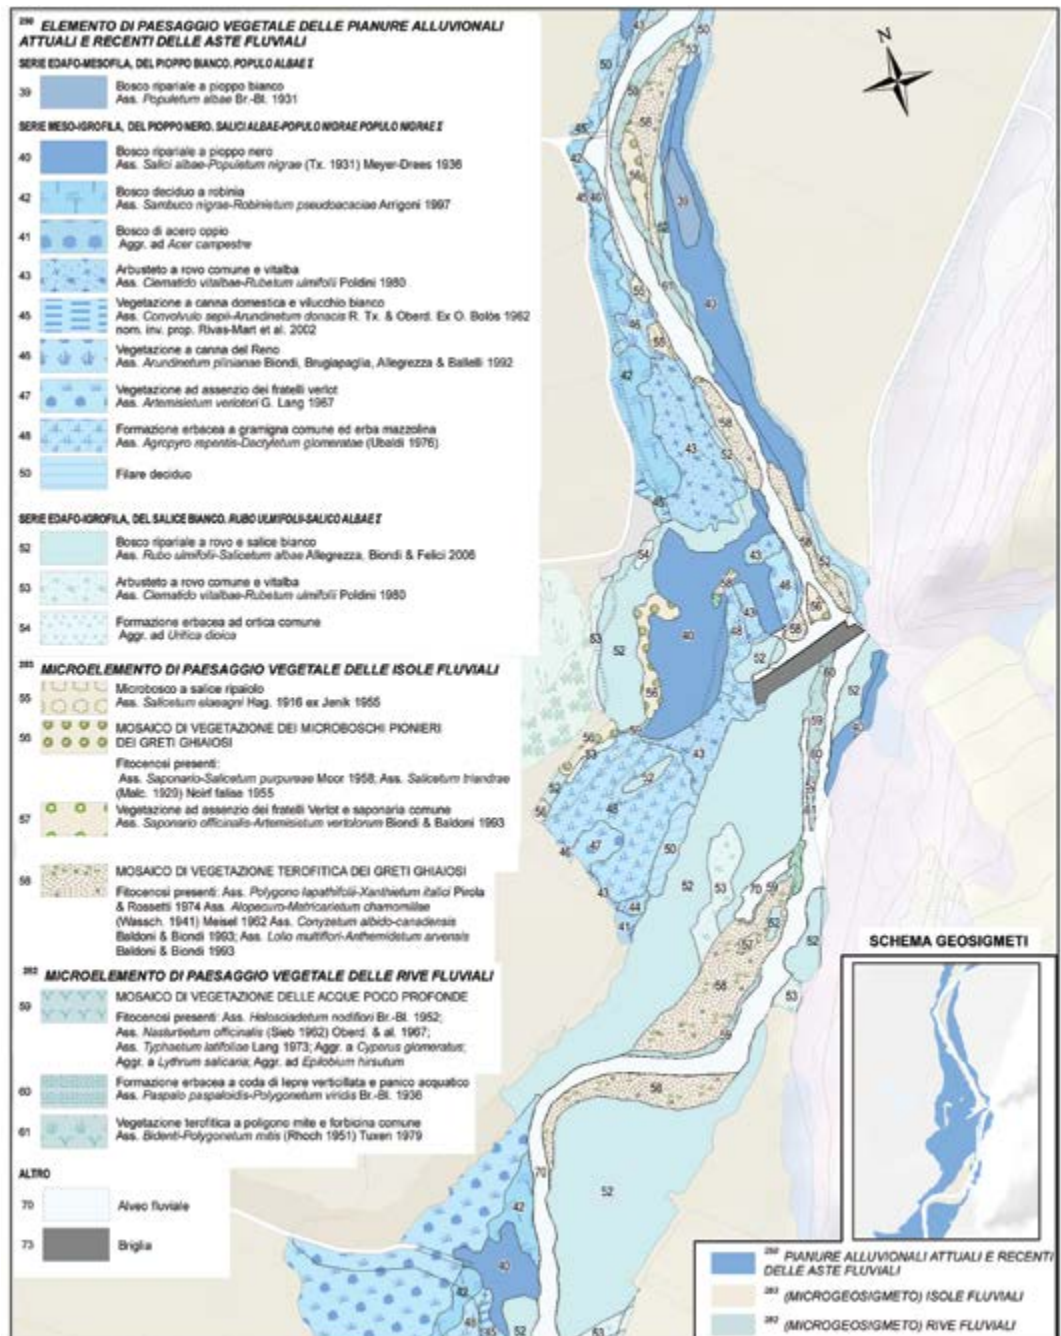 250 ELEMENTO DI PAESAGGIO VEGETALE DELLE PIANURE ALLUVIONALI
ATTUALI E RECENTI DELLE ASTE FLUVIALI
SERIE EDAFO-MESOFILA, DEL PIOPPO BIANCO. POPULO ALBAE Σ
39 Bosco ripariale a pioppo bianco
Ass. Populetum albae Br.-Bl. 1931
SERIE MESO-IGROFILA, DEL PIOPPO NERO. SALICI ALBAE-POPULO NIGRAE POPULO NIGRAE Σ
40 Bosco ripariale a pioppo nero
Ass. Salici albae-Populetum nigrae (Tx. 1931) Meyer-Drees 1936
42 Bosco deciduo a robinia
Ass. Sambuco nigrae-Robinietum pseudoacaciae Arrigoni 1997
41 Bosco di acero oppio
Aggr. ad Acer campestre
43 Arbusteto a rovo comune e vitalba
Ass. Clematido vitalbae-Rubetum ulmifolii Poldini 1980
45 Vegetazione a canna domestica e vilucchio bianco
Ass. Convolvulo sepii-Arundinetum donacis R. Tx. & Oberd. Ex O. Bolòs 1962
nom. inv. prop. Rivas-Mart et al. 2002
46 Vegetazione a canna del Reno
Ass. Arundinetum plinianae Biondi, Brugiapaglia, Allegrezza & Ballelli 1992
47 Vegetazione ad assenzio dei fratelli verlot
Ass. Artemisietum verlotori G. Lang 1967
48 Formazione erbacea a gramigna comune ed erba mazzolina
Ass. Agropyro repentis-Dactyletum glomeratae (Ubaldi 1976)
50 Filare deciduo
SERIE EDAFO-IGROFILA, DEL SALICE BIANCO. RUBO ULMIFOLII-SALICO ALBAE Σ
52 Bosco ripariale a rovo e salice bianco
Ass. Rubo ulmifolii-Salicetum albae Allegrezza, Biondi & Felici 2006
53 Arbusteto a rovo comune e vitalba
Ass. Clematido vitalbae-Rubetum ulmifolii Poldini 1980
54 Formazione erbacea ad ortica comune
Aggr. ad Urtica dioica
283 MICROELEMENTO DI PAESAGGIO VEGETALE DELLE ISOLE FLUVIALI
55 Microbosco a salice ripaiolo
Ass. Salicetum elaeagni Hag. 1916 ex Jenik 1955
56 MOSAICO DI VEGETAZIONE DEI MICROBOSCHI PIONIERI
DEI GRETI GHIAIOSI
Fitocenosi presenti:
Ass. Saponario-Salicetum purpureae Moor 1958; Ass. Salicetum triandrae
(Malc. 1929) Noirf falise 1955
57 Vegetazione ad assenzio dei fratelli Verlot e saponaria comune
Ass. Saponario officinalis-Artemisietum verlotorum Biondi & Baldoni 1993
58 MOSAICO DI VEGETAZIONE TEROFITICA DEI GRETI GHIAIOSI
Fitocenosi presenti: Ass. Polygono lapathifolii-Xanthietum italici Pirola
& Rossetti 1974 Ass. Alopecuro-Matricarietum chamomillae
(Wassch. 1941) Meisel 1962 Ass. Conyzetum albido-canadensis
Baldoni & Biondi 1993; Ass. Lolio multiflori-Anthemidetum arvensis
Baldoni & Biondi 1993
282 MICROELEMENTO DI PAESAGGIO VEGETALE DELLE RIVE FLUVIALI
59 MOSAICO DI VEGETAZIONE DELLE ACQUE POCO PROFONDE
Fitocenosi presenti: Ass. Helosciadetum nodiflori Br.-Bl. 1952;
Ass. Nasturtietum officinalis (Sieb 1962) Oberd. & al. 1967;
Ass. Typhaetum latifoliae Lang 1973; Aggr. a Cyperus glomeratus;
Aggr. a Lythrum salicaria; Aggr. ad Epilobium hirsutum
60 Formazione erbacea a coda di lepre verticillata e panico acquatico
Ass. Paspalo paspaloidis-Polygonetum viridis Br.-Bl. 1936
61 Vegetazione terofitica a poligono mite e forbicina comune
Ass. Bidenti-Polygonetum mitis (Rhoch 1951) Tuxen 1979
ALTRO
70 Alveo fluviale
73 Briglia
N
SCHEMA GEOSIGMETI
250 PIANURE ALLUVIONALI ATTUALI E RECENTI
DELLE ASTE FLUVIALI
283 (MICROGEOSIGMETO) ISOLE FLUVIALI
282 (MICROGEOSIGMETO) RIVE FLUVIALI